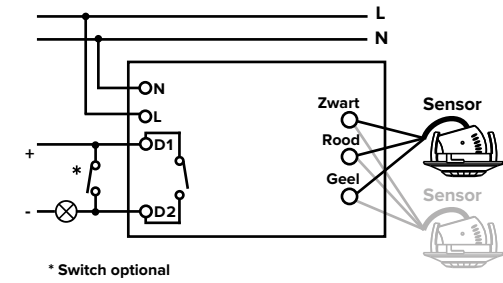 L
N
N
L
D1
D2
+
*
-
Zwart
Rood
Geel
Sensor
Sensor
* Switch optional